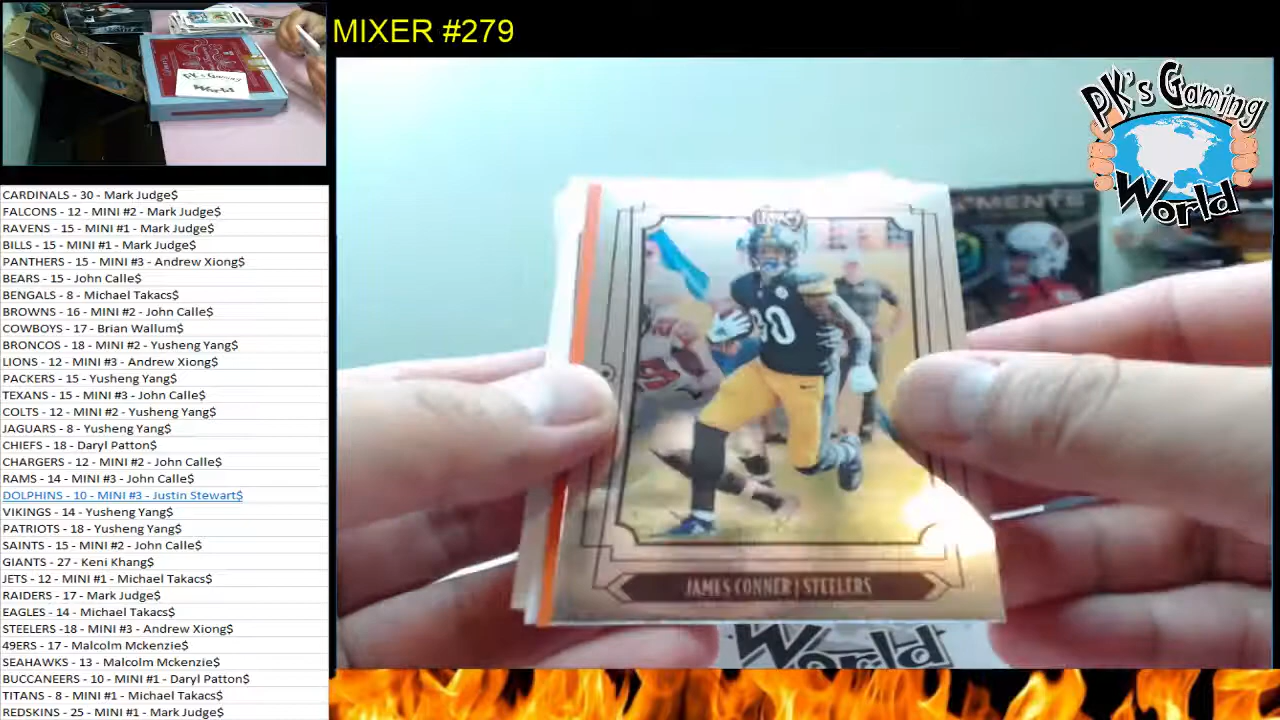 MIXER #279
PK's Gaming
World
PK's Gaming
World
CARDINALS - 30 - Mark Judge$
FALCONS - 12 - MINI #2 - Mark Judge$
RAVENS - 15 - MINI #1 - Mark Judge$
BILLS - 15 - MINI #1 - Mark Judge$
PANTHERS - 15 - MINI #3 - Andrew Xiong$
BEARS - 15 - John Calle$
BENGALS - 8 - Michael Takacs$
BROWNS - 16 - MINI #2 - John Calle$
COWBOYS - 17 - Brian Wallum$
BRONCOS - 18 - MINI #2 - Yusheng Yang$
LIONS - 12 - MINI #3 - Andrew Xiong$
PACKERS - 15 - Yusheng Yang$
TEXANS - 15 - MINI #3 - John Calle$
COLTS - 12 - MINI #2 - Yusheng Yang$
JAGUARS - 8 - Yusheng Yang$
CHIEFS - 18 - Daryl Patton$
CHARGERS - 12 - MINI #2 - John Calle$
RAMS - 14 - MINI #3 - John Calle$
DOLPHINS - 10 - MINI #3 - Justin Stewart$
VIKINGS - 14 - Yusheng Yang$
PATRIOTS - 18 - Yusheng Yang$
SAINTS - 15 - MINI #2 - John Calle$
GIANTS - 27 - Keni Khang$
JETS - 12 - MINI #1 - Michael Takacs$
RAIDERS - 17 - Mark Judge$
EAGLES - 14 - Michael Takacs$
STEELERS -18 - MINI #3 - Andrew Xiong$
49ERS - 17 - Malcolm Mckenzie$
SEAHAWKS - 13 - Malcolm Mckenzie$
BUCCANEERS - 10 - MINI #1 - Daryl Patton$
TITANS - 8 - MINI #1 - Michael Takacs$
REDSKINS - 25 - MINI #1 - Mark Judge$
30
JAMES CONNER | STEELERS
World